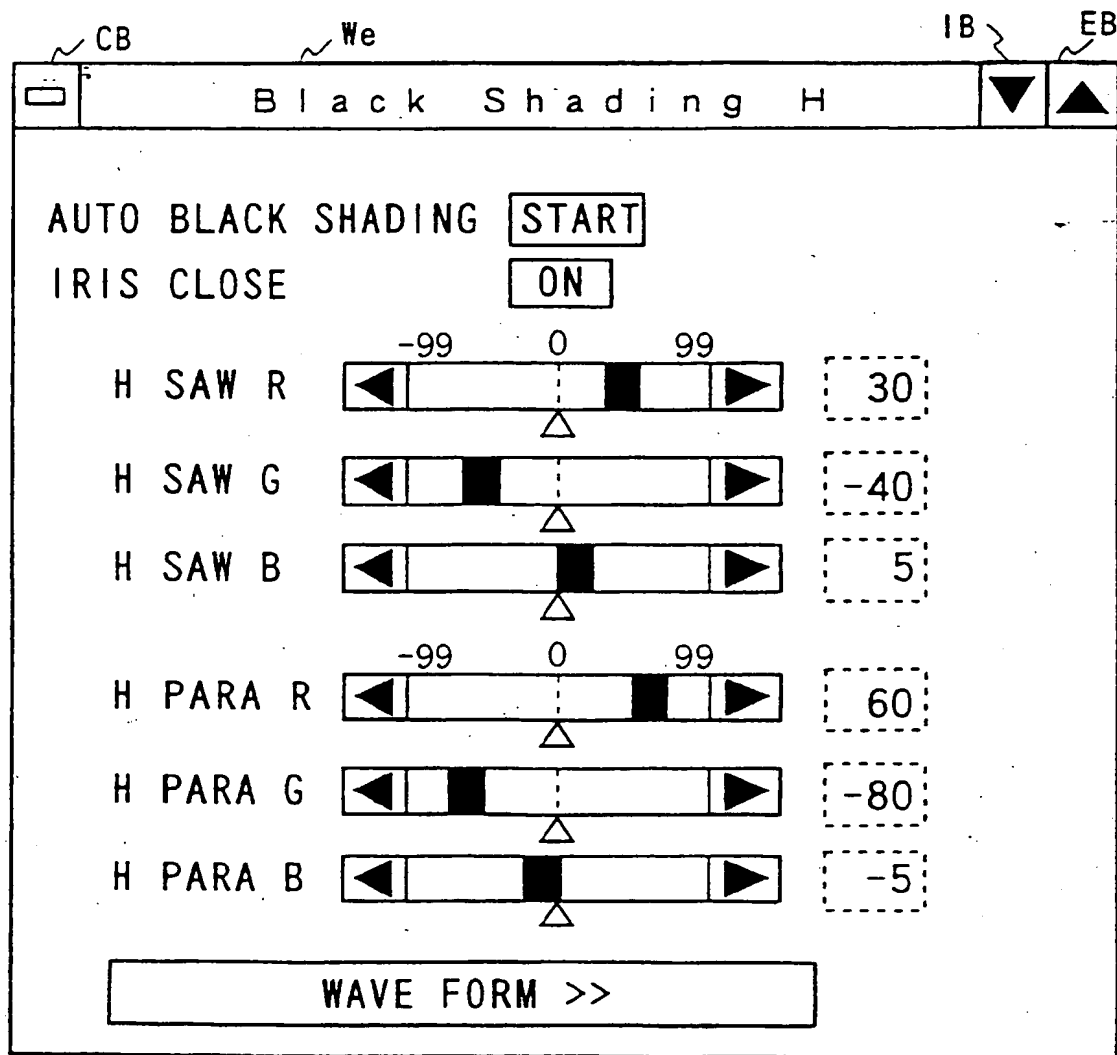 CB We IB EB
Black Shading H
AUTO BLACK SHADING START
IRIS CLOSE ON
-99 0 99
H SAW R 30
H SAW G -40
H SAW B 5
-99 0 99
H PARA R 60
H PARA G -80
H PARA B -5
WAVE FORM >>